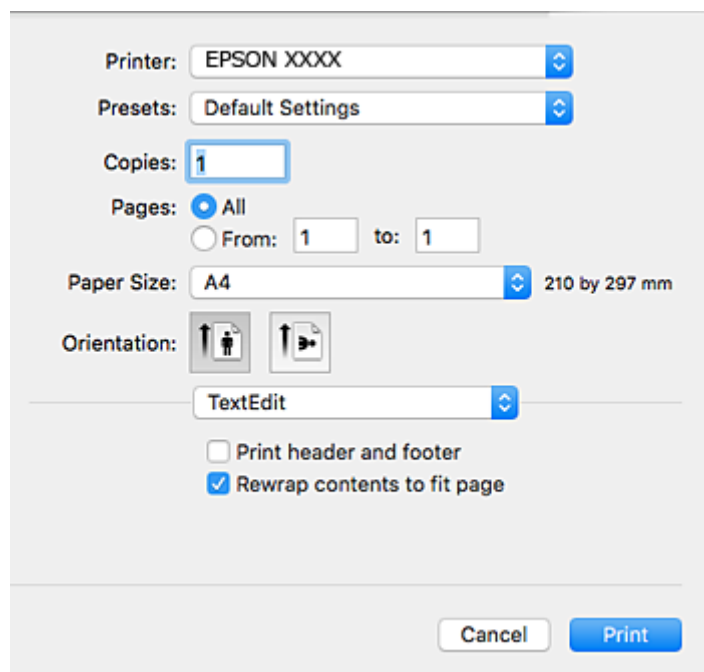 Printer: EPSON XXXX
Presets: Default Settings
Copies: 1
Pages: All
From: 1 to: 1
Paper Size: A4 210 by 297 mm
Orientation:
TextEdit
Print header and footer
Rewrap contents to fit page
Cancel Print